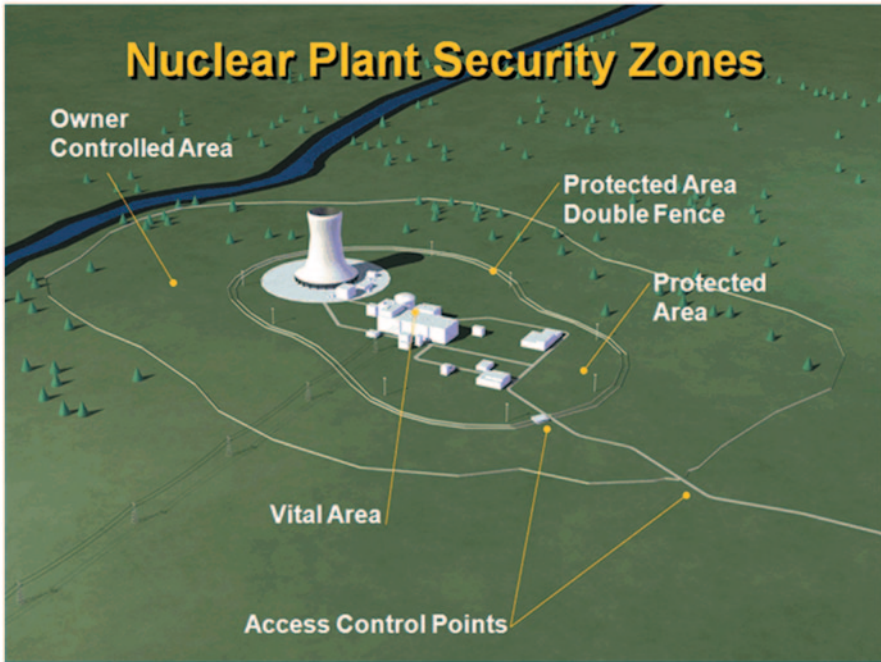 Nuclear Plant Security Zones
Owner
Controlled Area
Protected Area
Double Fence
Protected
Area
Vital Area
Access Control Points